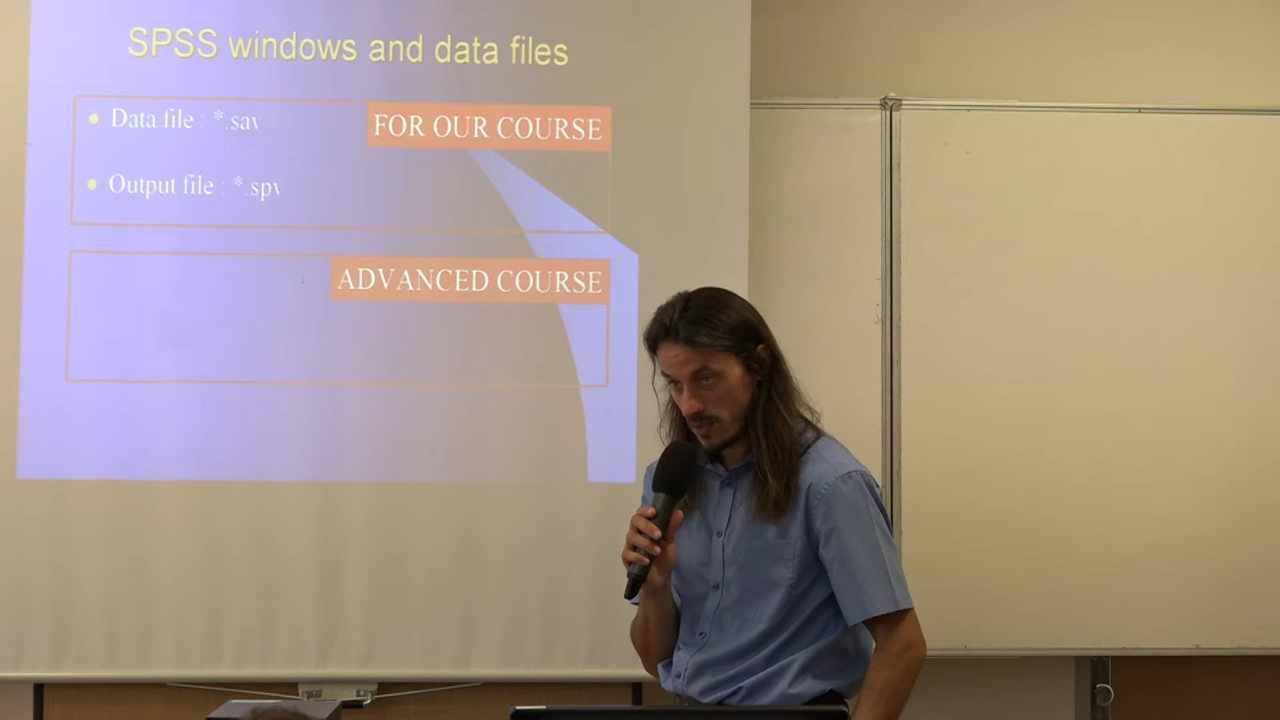 SPSS windows and data files
• Data file : *.sav
FOR OUR COURSE
• Output file : *.spv
ADVANCED COURSE